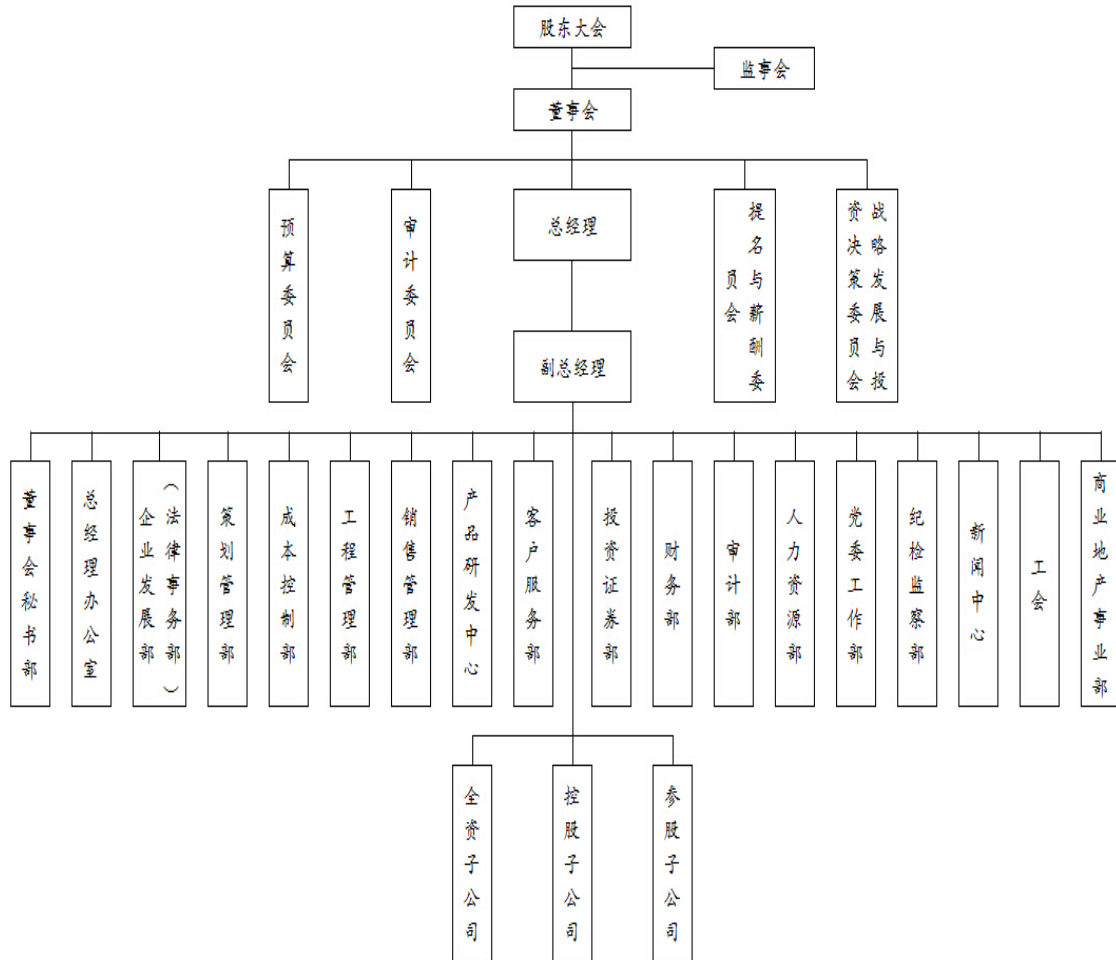 股东大会
监事会
董事会
预算委员会
审计委员会
总经理
提名与薪酬委
员会
战略发展与投
资决策委员会
副总经理
董事会秘书部
总经理办公室
企业发展部
（法律事务部）
策划管理部
成本控制部
工程管理部
销售管理部
产品研发中心
客户服务部
投资证券部
财务部
审计部
人力资源部
党委工作部
纪检监察部
新闻中心
工会
商业地产事业部
全资子公司
控股子公司
参股子公司